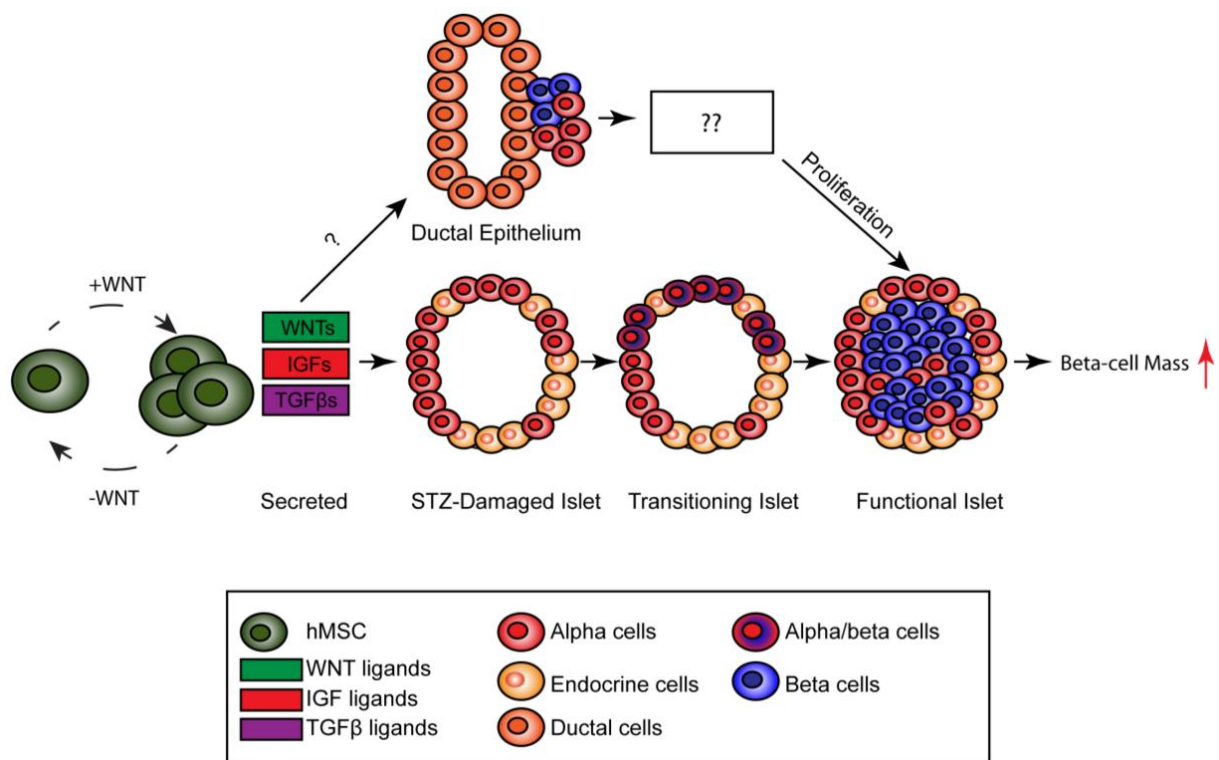 ??
Proliferation
Ductal Epithelium
?
+WNT
WNTs
IGFs
TGFβs
Beta-cell Mass
-WNT
Secreted
STZ-Damaged Islet
Transitioning Islet
Functional Islet
hMSC
Alpha cells
Alpha/beta cells
WNT ligands
Endocrine cells
Beta cells
IGF ligands
TGFβ ligands
Ductal cells